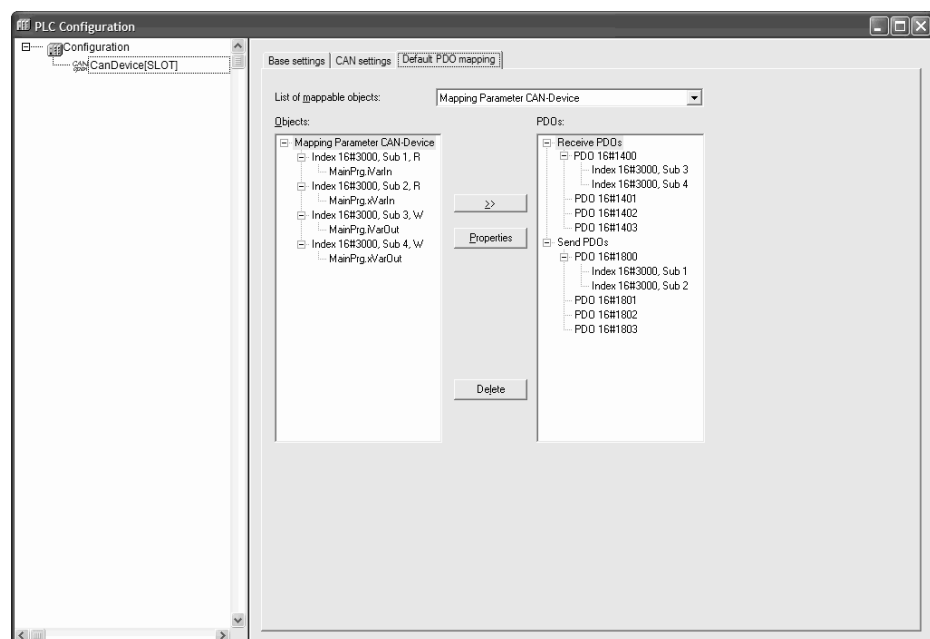 PLC Configuration
Configuration
CanDevice[SLOT]
Base settings
CAN settings
Default PDO mapping
List of mappable objects:
Mapping Parameter CAN-Device
Objects:
Mapping Parameter CAN-Device
Index 16#3000, Sub 1, R
MainPrg.iVarIn
Index 16#3000, Sub 2, R
MainPrg.xVarIn
Index 16#3000, Sub 3, W
MainPrg.iVarOut
Index 16#3000, Sub 4, W
MainPrg.xVarOut
>>
Properties
Delete
PDOs:
Receive PDOs
PDO 16#1400
Index 16#3000, Sub 3
Index 16#3000, Sub 4
PDO 16#1401
PDO 16#1402
PDO 16#1403
Send PDOs
PDO 16#1800
Index 16#3000, Sub 1
Index 16#3000, Sub 2
PDO 16#1801
PDO 16#1802
PDO 16#1803